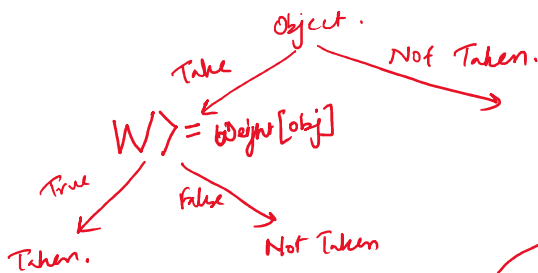 Object.
Take
Not Taken.
W >= Weight[obj]
True
False
Taken.
Not Taken